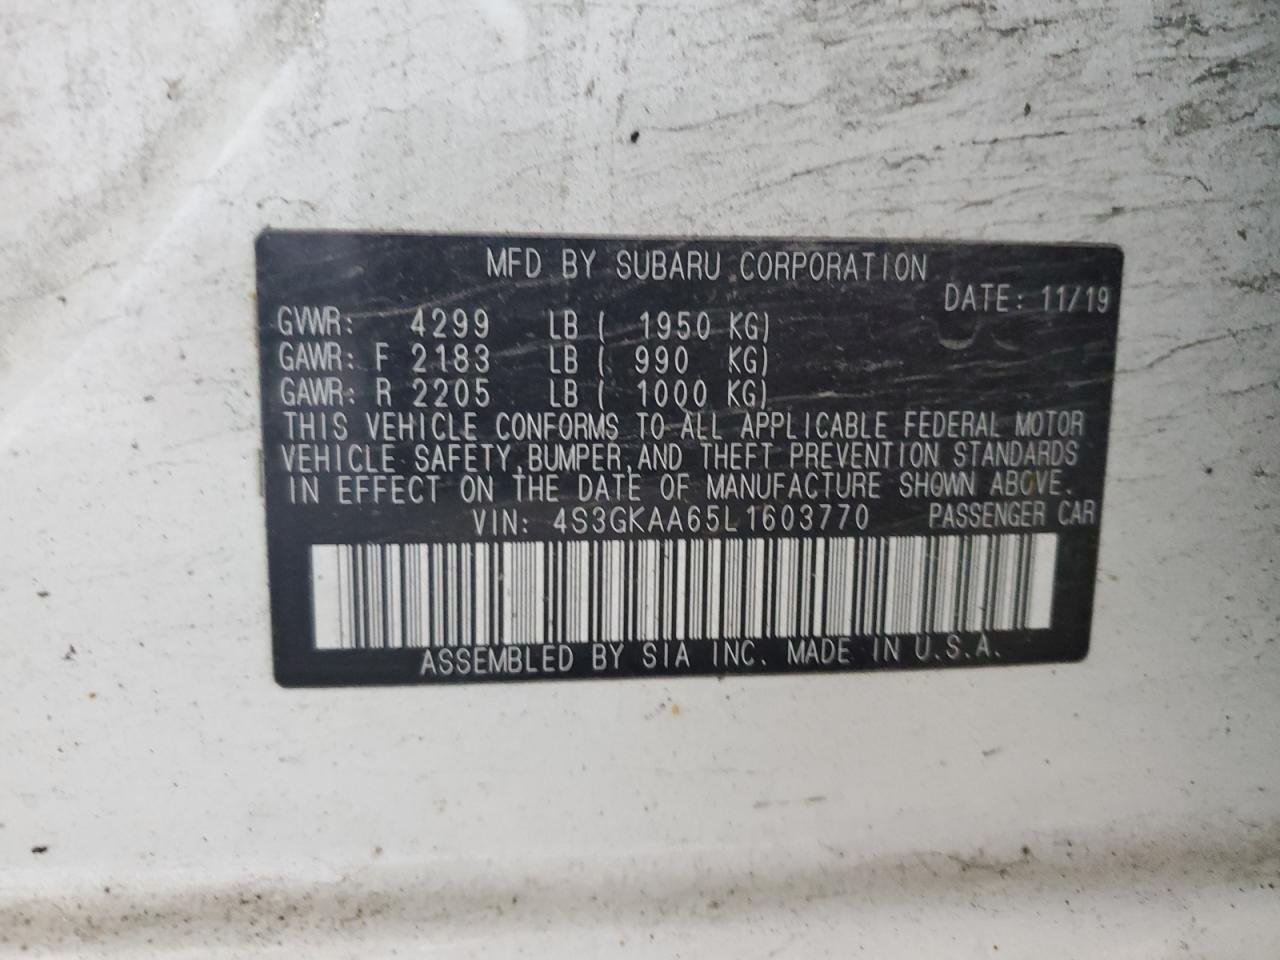 MFD BY SUBARU CORPORATION
DATE: 11/19
GVWR: 4299 LB ( 1950 KG)
GAWR: F 2183 LB ( 990 KG)
GAWR: R 2205 LB ( 1000 KG)
THIS VEHICLE CONFORMS TO ALL APPLICABLE FEDERAL MOTOR
VEHICLE SAFETY, BUMPER, AND THEFT PREVENTION STANDARDS
IN EFFECT ON THE DATE OF MANUFACTURE SHOWN ABOVE.
VIN: 4S3GKAA65L1603770 PASSENGER CAR
ASSEMBLED BY SIA INC. MADE IN U.S.A.